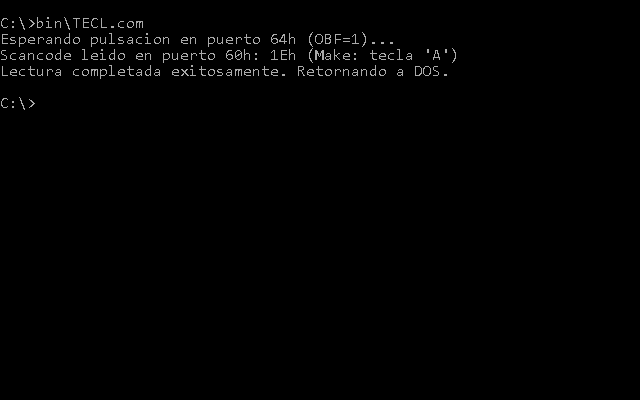 C:\>bin\TECL.com
Esperando pulsacion en puerto 64h (OBF=1)...
Scancode leido en puerto 60h: 1Eh (Make: tecla 'A')
Lectura completada exitosamente. Retornando a DOS.
C:\>